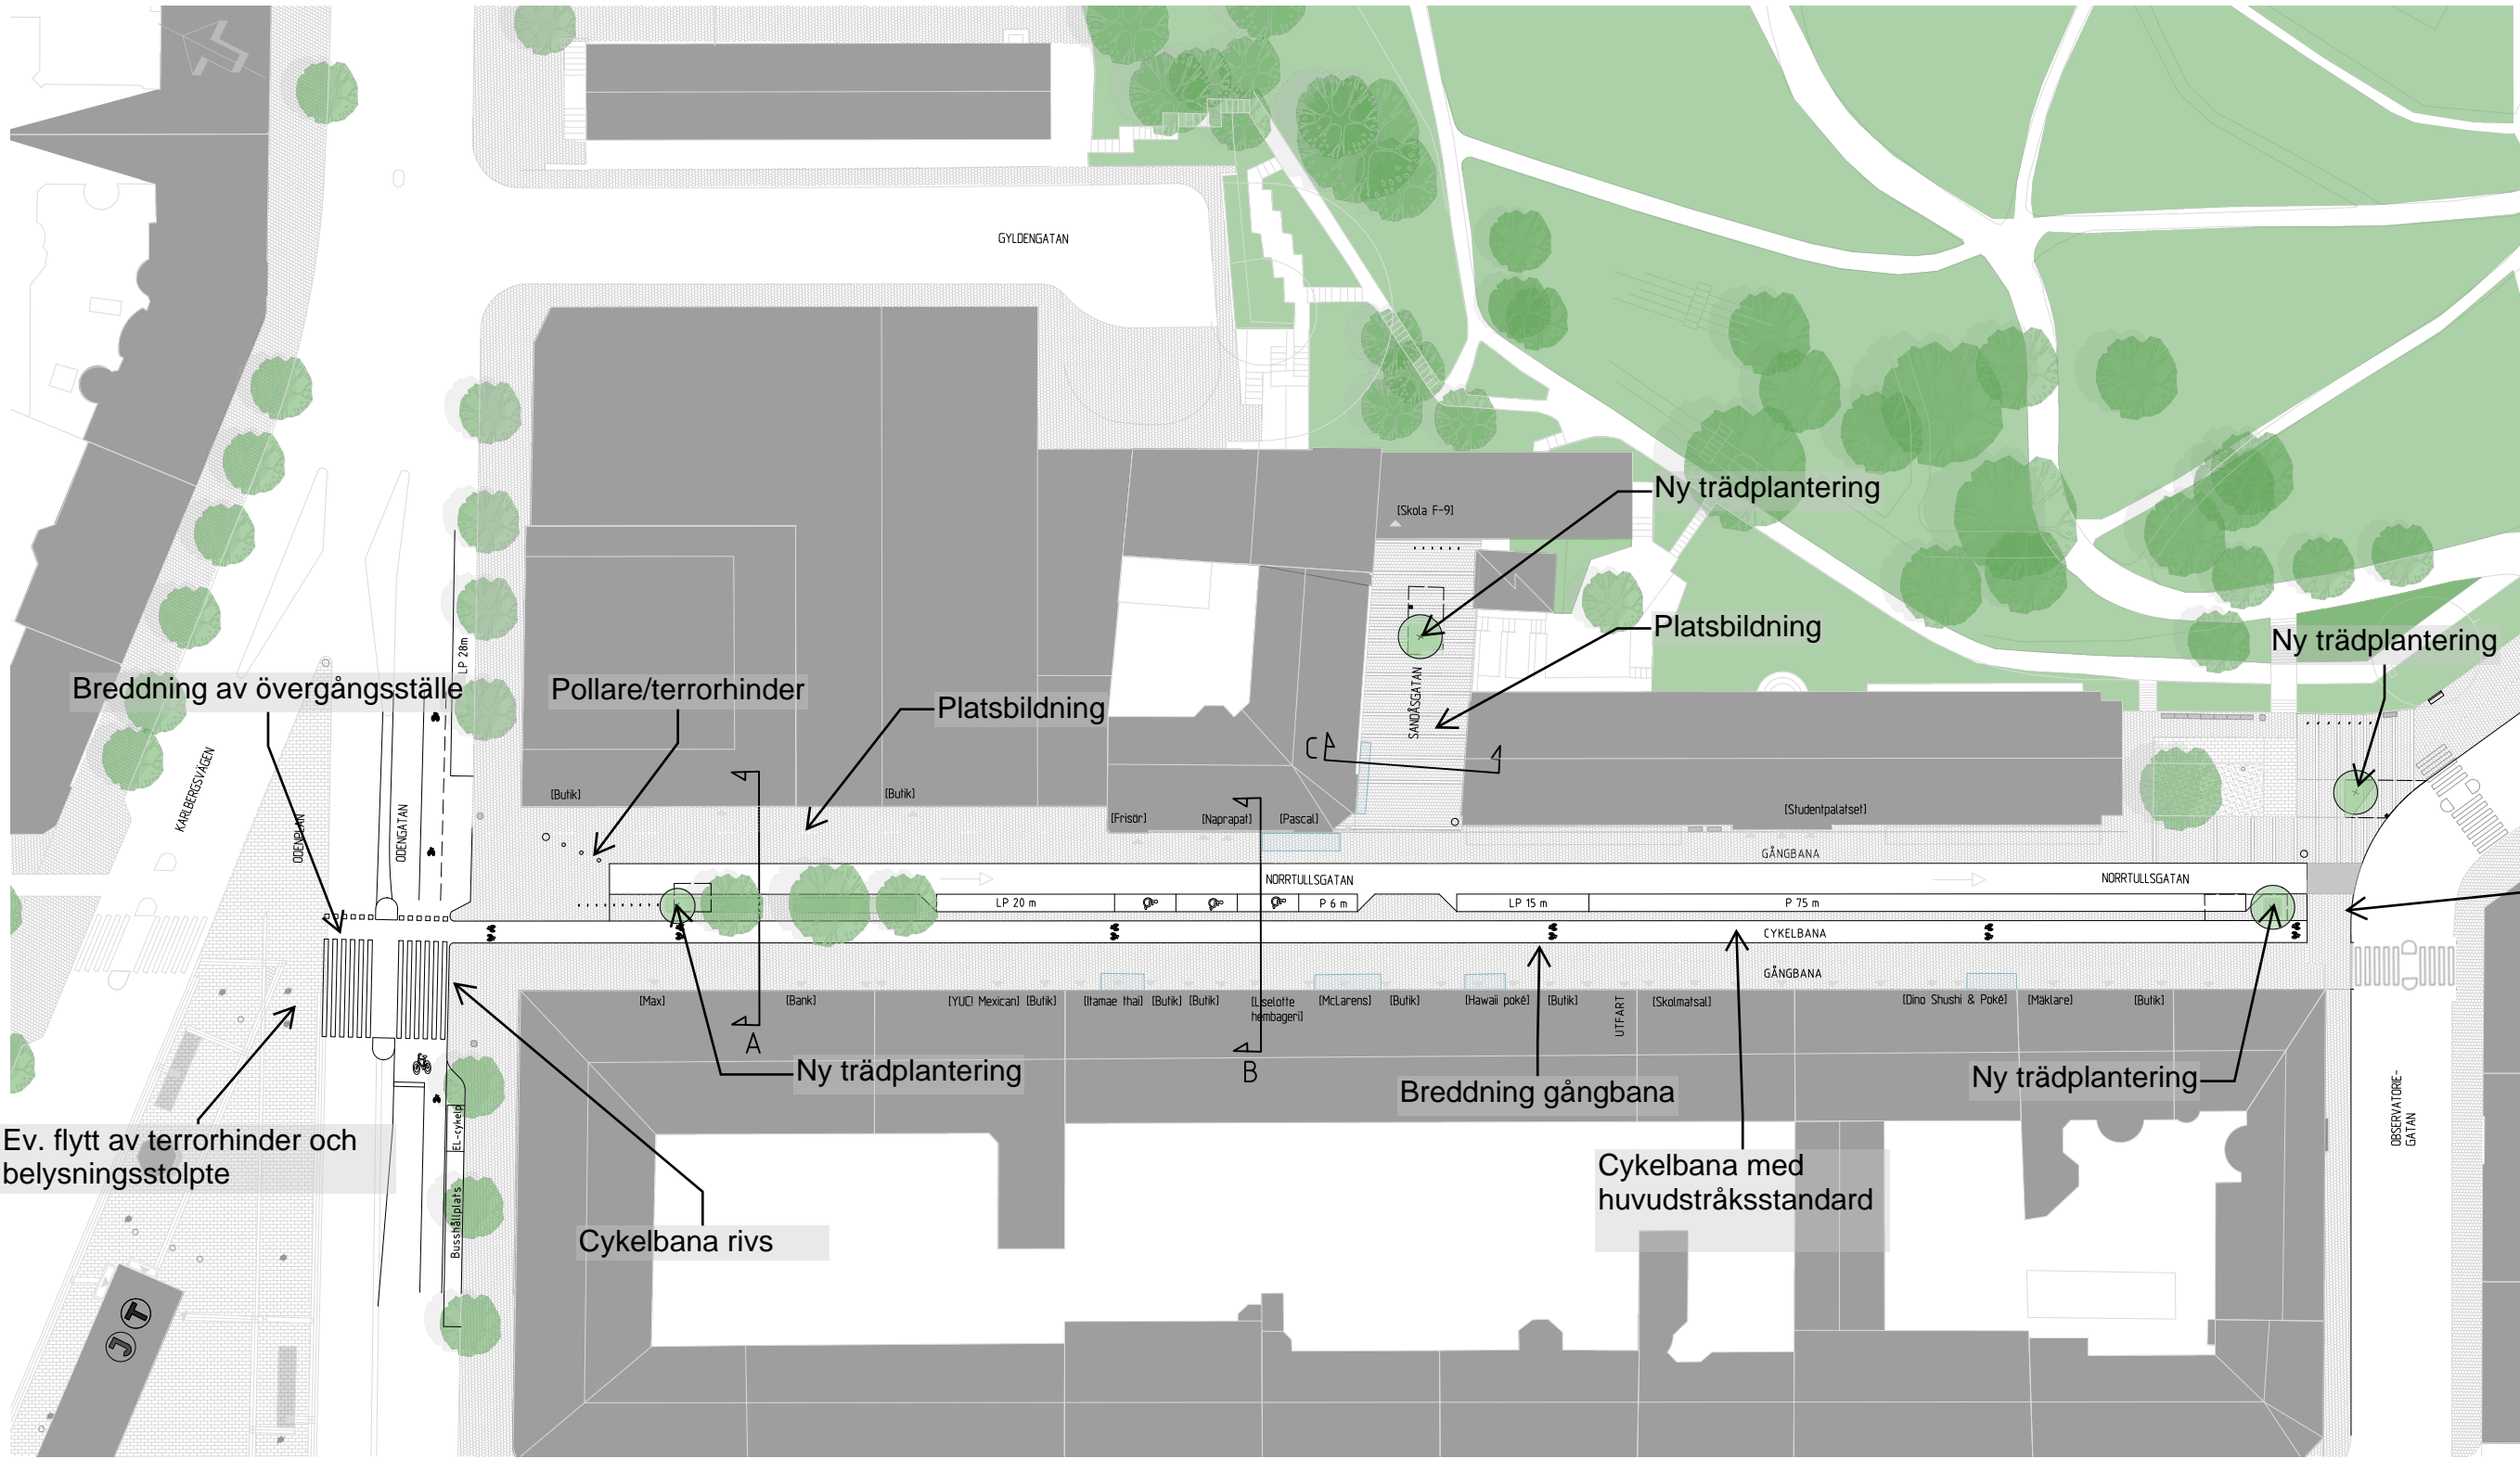 GYLDENGATAN
Ny trädplantering
[Skola F-9]
Platsbildning
Ny trädplantering
LP 28m
Breddning av övergångsställe
Pollare/terrorhinder
Platsbildning
SANDÅSGATAN
C
KARLBERGSVÄGEN
ODENPLAN
ODENGATAN
[Butik]
[Butik]
[Frisör]
[Naprapat]
[Pascal]
[Studentpalatset]
GÅNGBANA
NORRTULLSGATAN
NORRTULLSGATAN
LP 20 m
P 6 m
LP 15 m
P 75 m
CYKELBANA
GÅNGBANA
[Max]
[Bank]
[YUC! Mexican]
[Butik]
[Itamae thai]
[Butik]
[Butik]
[Liselotte
hembageri]
[McLarens]
[Butik]
[Hawaii poké]
[Butik]
UTFART
[Skolmatsal]
[Dino Shushi & Poké]
[Mäklare]
[Butik]
A
B
Ny trädplantering
Breddning gångbana
Ny trädplantering
EL-cykelp
Busshållplats
Ev. flytt av terrorhinder och
belysningsstolpte
Cykelbana med
huvudstråksstandard
OBSERVATORIE-
GATAN
Cykelbana rivs
T
J